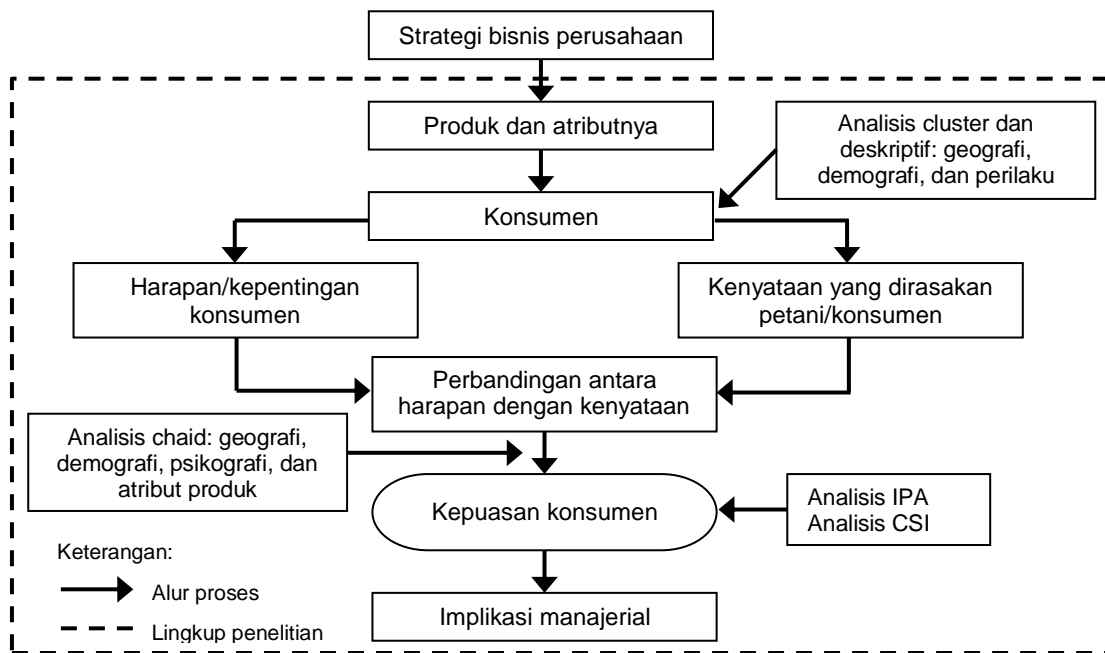 Strategi bisnis perusahaan
Produk dan atributnya
Analisis cluster dan
deskriptif: geografi,
demografi, dan perilaku
Konsumen
Harapan/kepentingan
konsumen
Kenyataan yang dirasakan
petani/konsumen
Perbandingan antara
harapan dengan kenyataan
Analisis chaid: geografi,
demografi, psikografi, dan
atribut produk
Kepuasan konsumen
Analisis IPA
Analisis CSI
Keterangan:
Alur proses
Lingkup penelitian
Implikasi manajerial